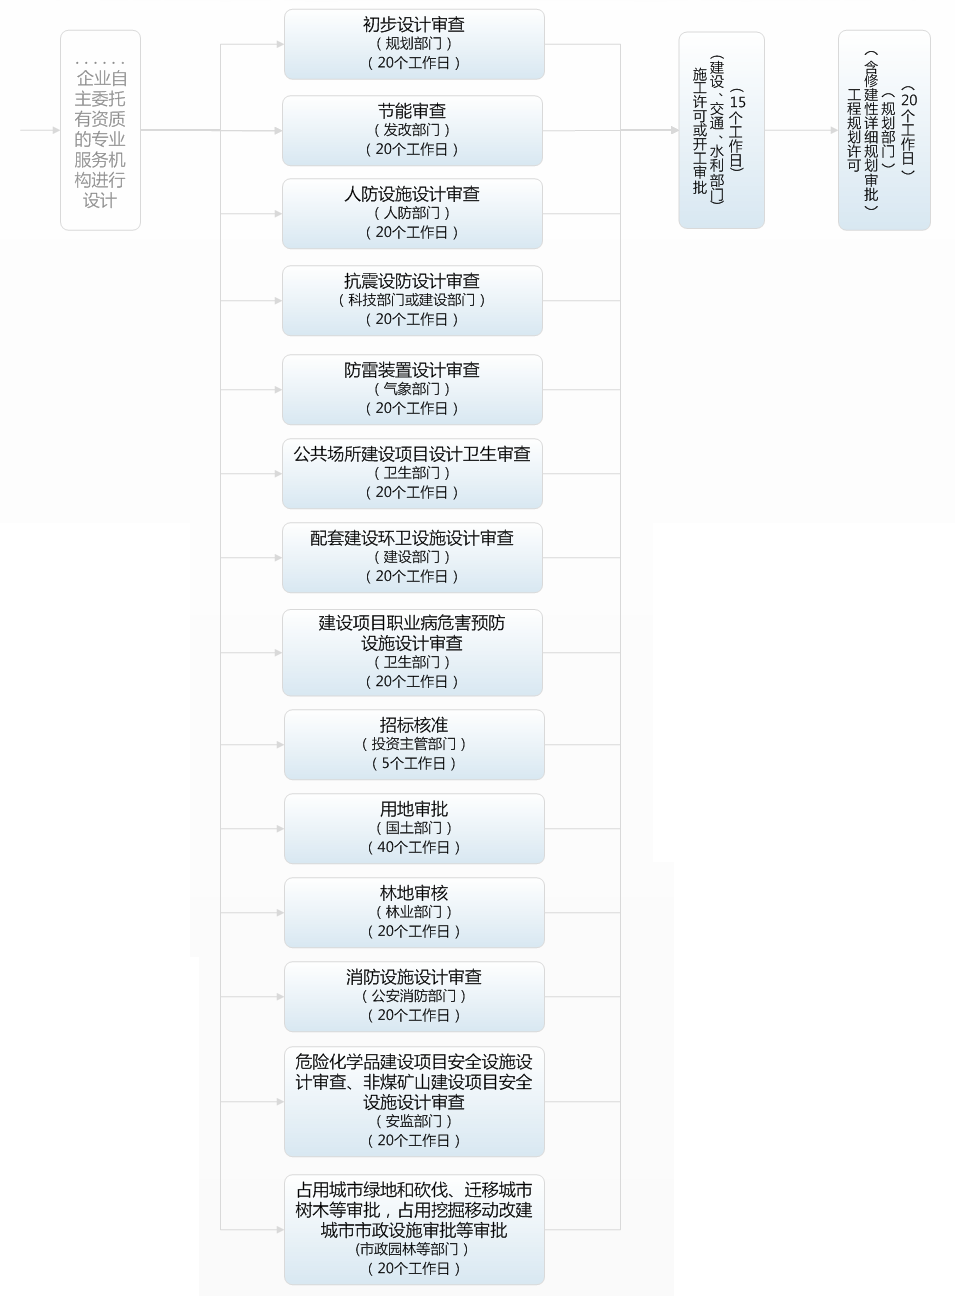 ......
企业自
主委托
有资质
的专业
服务机
构进行
设计
初步设计审查
（规划部门）
（20个工作日）
节能审查
（发改部门）
（20个工作日）
人防设施设计审查
（人防部门）
（20个工作日）
抗震设防设计审查
（科技部门或建设部门）
（20个工作日）
防雷装置设计审查
（气象部门）
（20个工作日）
公共场所建设项目设计卫生审查
（卫生部门）
（20个工作日）
配套建设环卫设施设计审查
（建设部门）
（20个工作日）
建设项目职业病危害预防
设施设计审查
（卫生部门）
（20个工作日）
招标核准
（投资主管部门）
（5个工作日）
用地审批
（国土部门）
（40个工作日）
林地审核
（林业部门）
（20个工作日）
消防设施设计审查
（公安消防部门）
（20个工作日）
危险化学品建设项目安全设施设
计审查、非煤矿山建设项目安全
设施设计审查
（安监部门）
（20个工作日）
占用城市绿地和砍伐、迁移城市
树木等审批，占用挖掘移动改建
城市市政设施审批等审批
(市政园林等部门）
（20个工作日）
施工许可或开工审批
（建设、交通、水利部门）
（15个工作日）
工程规划许可
（含修建性详细规划审批）
（规划部门）
（20个工作日）